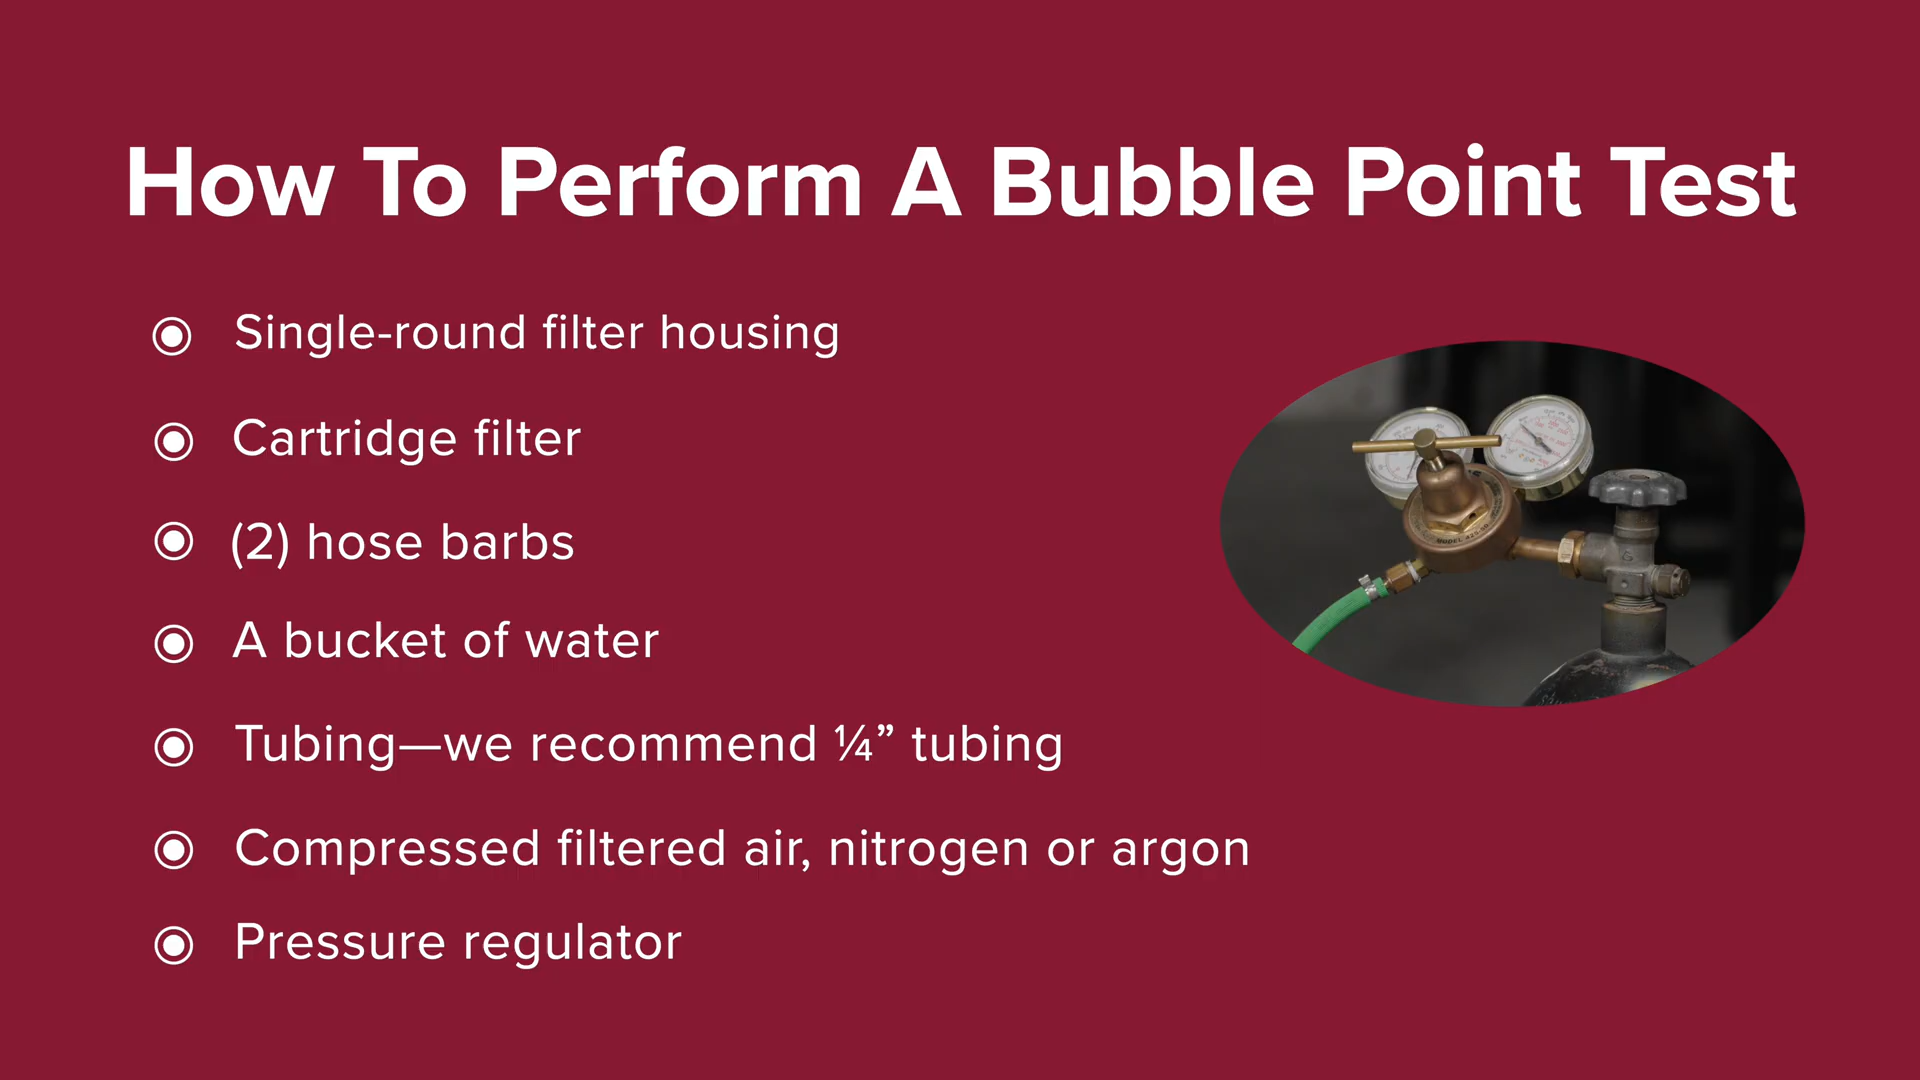 How To Perform A Bubble Point Test
Single-round filter housing
Cartridge filter
(2) hose barbs
A bucket of water
Tubing—we recommend ¼” tubing
Compressed filtered air, nitrogen or argon
Pressure regulator